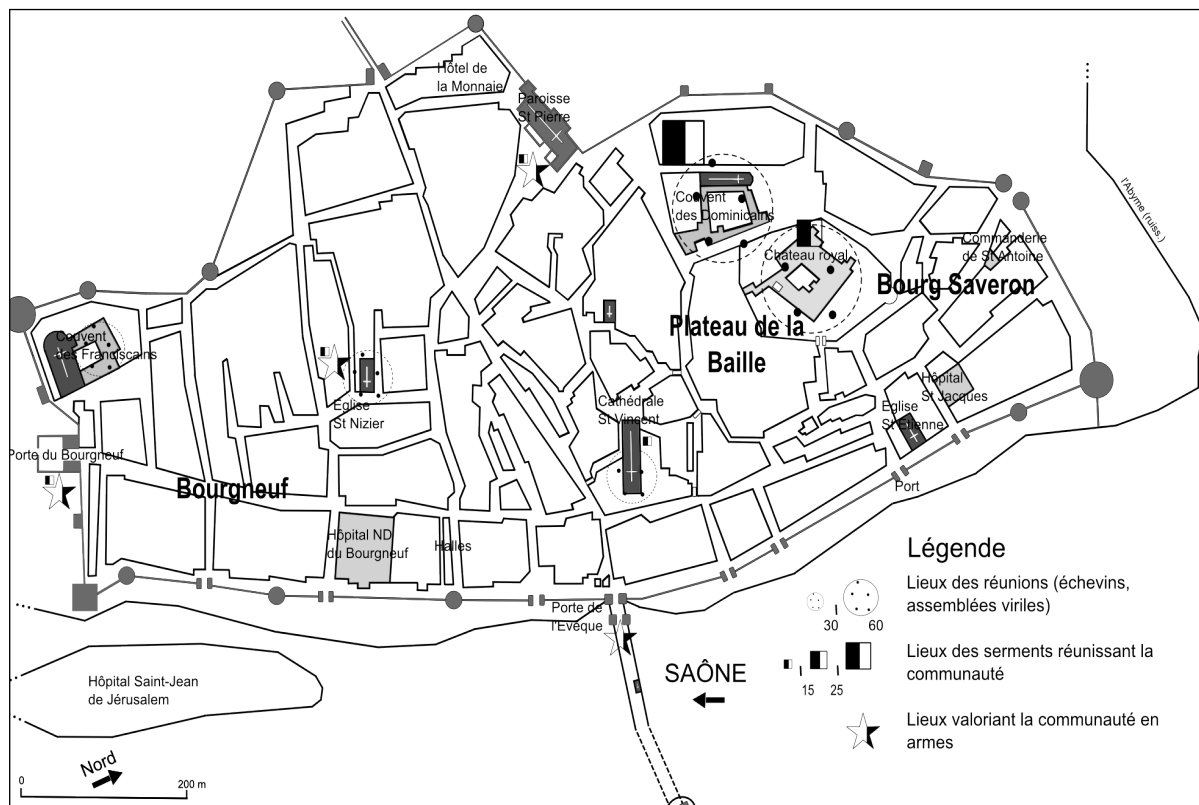 Hôtel de
la Monnaie
Paroisse
St Pierre
Couvent
des Dominicains
l'Abyme (ruiss.)
Commanderie
de St Antoine
Château royal
Bourg Saveron
Plateau de la
Baille
Couvent
des Franciscains
Eglise
St Nizier
Cathédrale
St Vincent
Hôpital
St Jacques
Eglise
St Etienne
Porte du Bourgneuf
Bourgneuf
Port
Hôpital ND
du Bourgneuf
Halles
Porte de
l'Evêque
SAÔNE
Hôpital Saint-Jean
de Jérusalem
Nord
0
200 m
Légende
Lieux des réunions (échevins,
assemblées viriles)
30
60
Lieux des serments réunissant la
communauté
15
25
Lieux valoriant la communauté en
armes